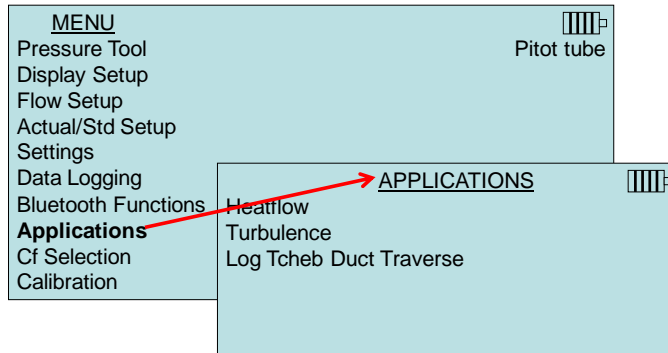 MENU
Pressure Tool
Pitot tube
Display Setup
Flow Setup
Actual/Std Setup
Settings
Data Logging
Bluetooth Functions
Applications
Cf Selection
Calibration
APPLICATIONS
Heatflow
Turbulence
Log Tcheb Duct Traverse